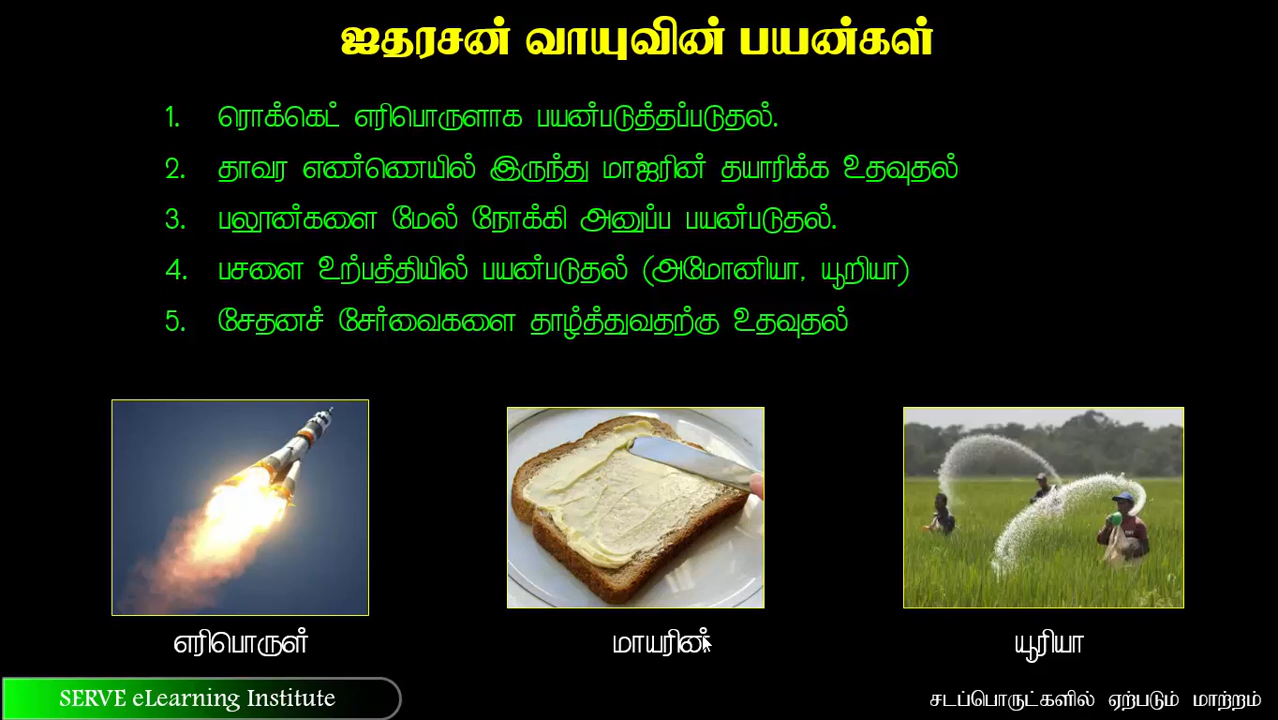 ஐதரசன் வாயுவின் பயன்கள்
1. ரொக்கெட் எரிபொருளாக பயன்படுத்தப்படுதல்.
2. தாவர எண்ணெயில் இருந்து மாஜரின் தயாரிக்க உதவுதல்
3. பலூன்களை மேல் நோக்கி அனுப்ப பயன்படுதல்.
4. பசளை உற்பத்தியில் பயன்படுதல் (அமோனியா, யூறியா)
5. சேதனச் சேர்வைகளை தாழ்த்துவதற்கு உதவுதல்
எரிபொருள்
மாயரின்
யூரியா
SERVE eLearning Institute
சடப்பொருட்களில் ஏற்படும் மாற்றம்